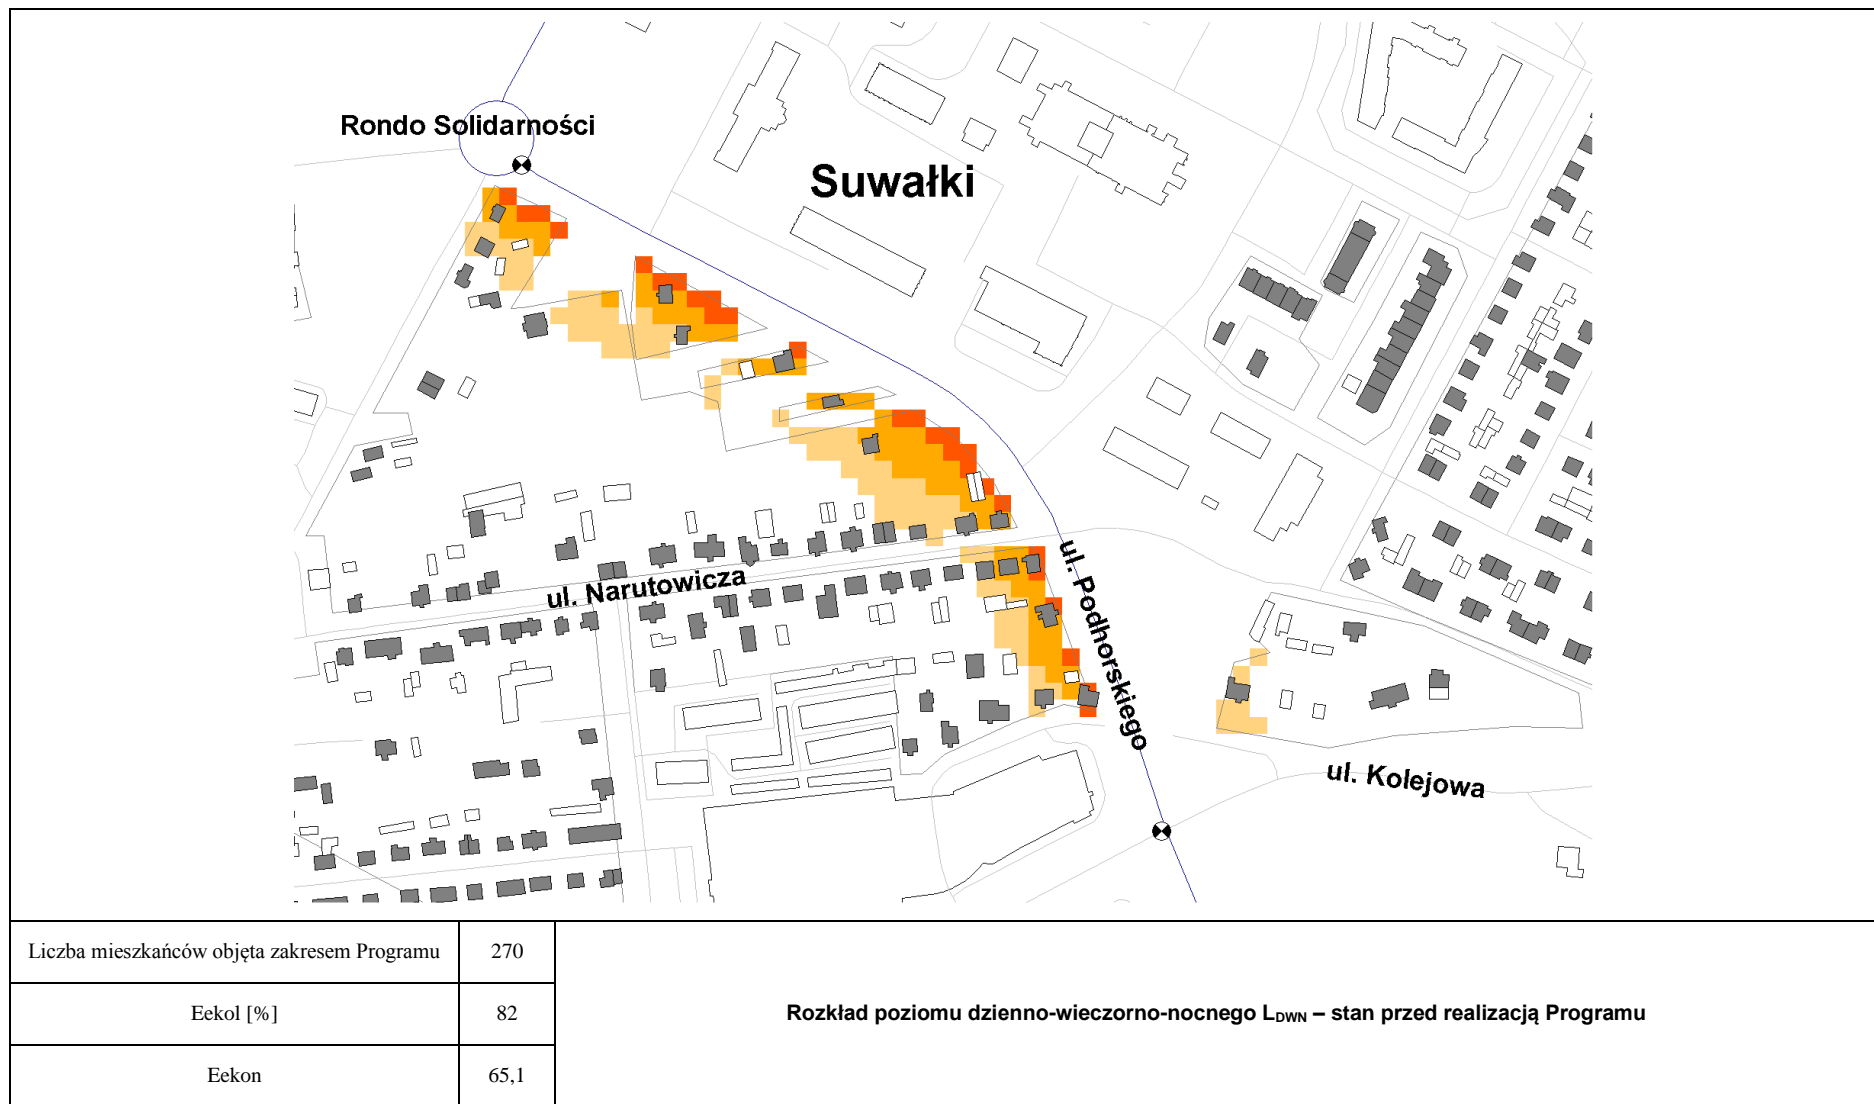 Rondo Solidarności
Suwałki
ul. Narutowicza
ul. Podhorskiego
ul. Kolejowa
Liczba mieszkańców objęta zakresem Programu 270
Eekol [%] 82
Rozkład poziomu dzienno-wieczorno-nocnego LDWN – stan przed realizacją Programu
Eekon 65,1